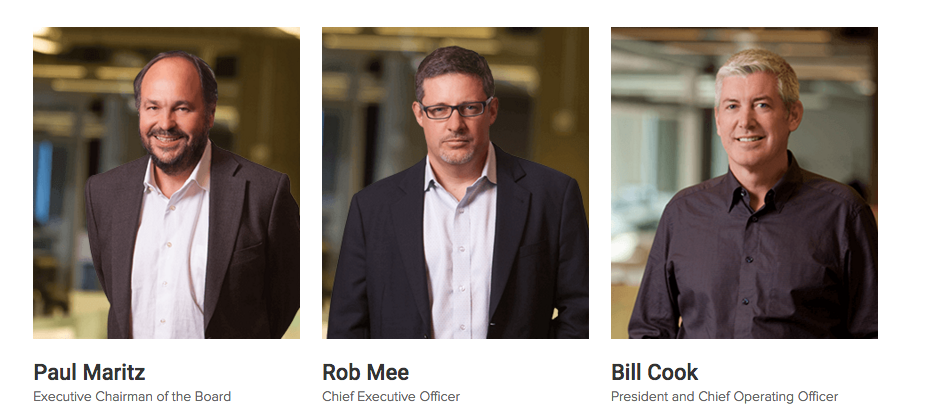 Paul Maritz
Executive Chairman of the Board
Rob Mee
Chief Executive Officer
Bill Cook
President and Chief Operating Officer